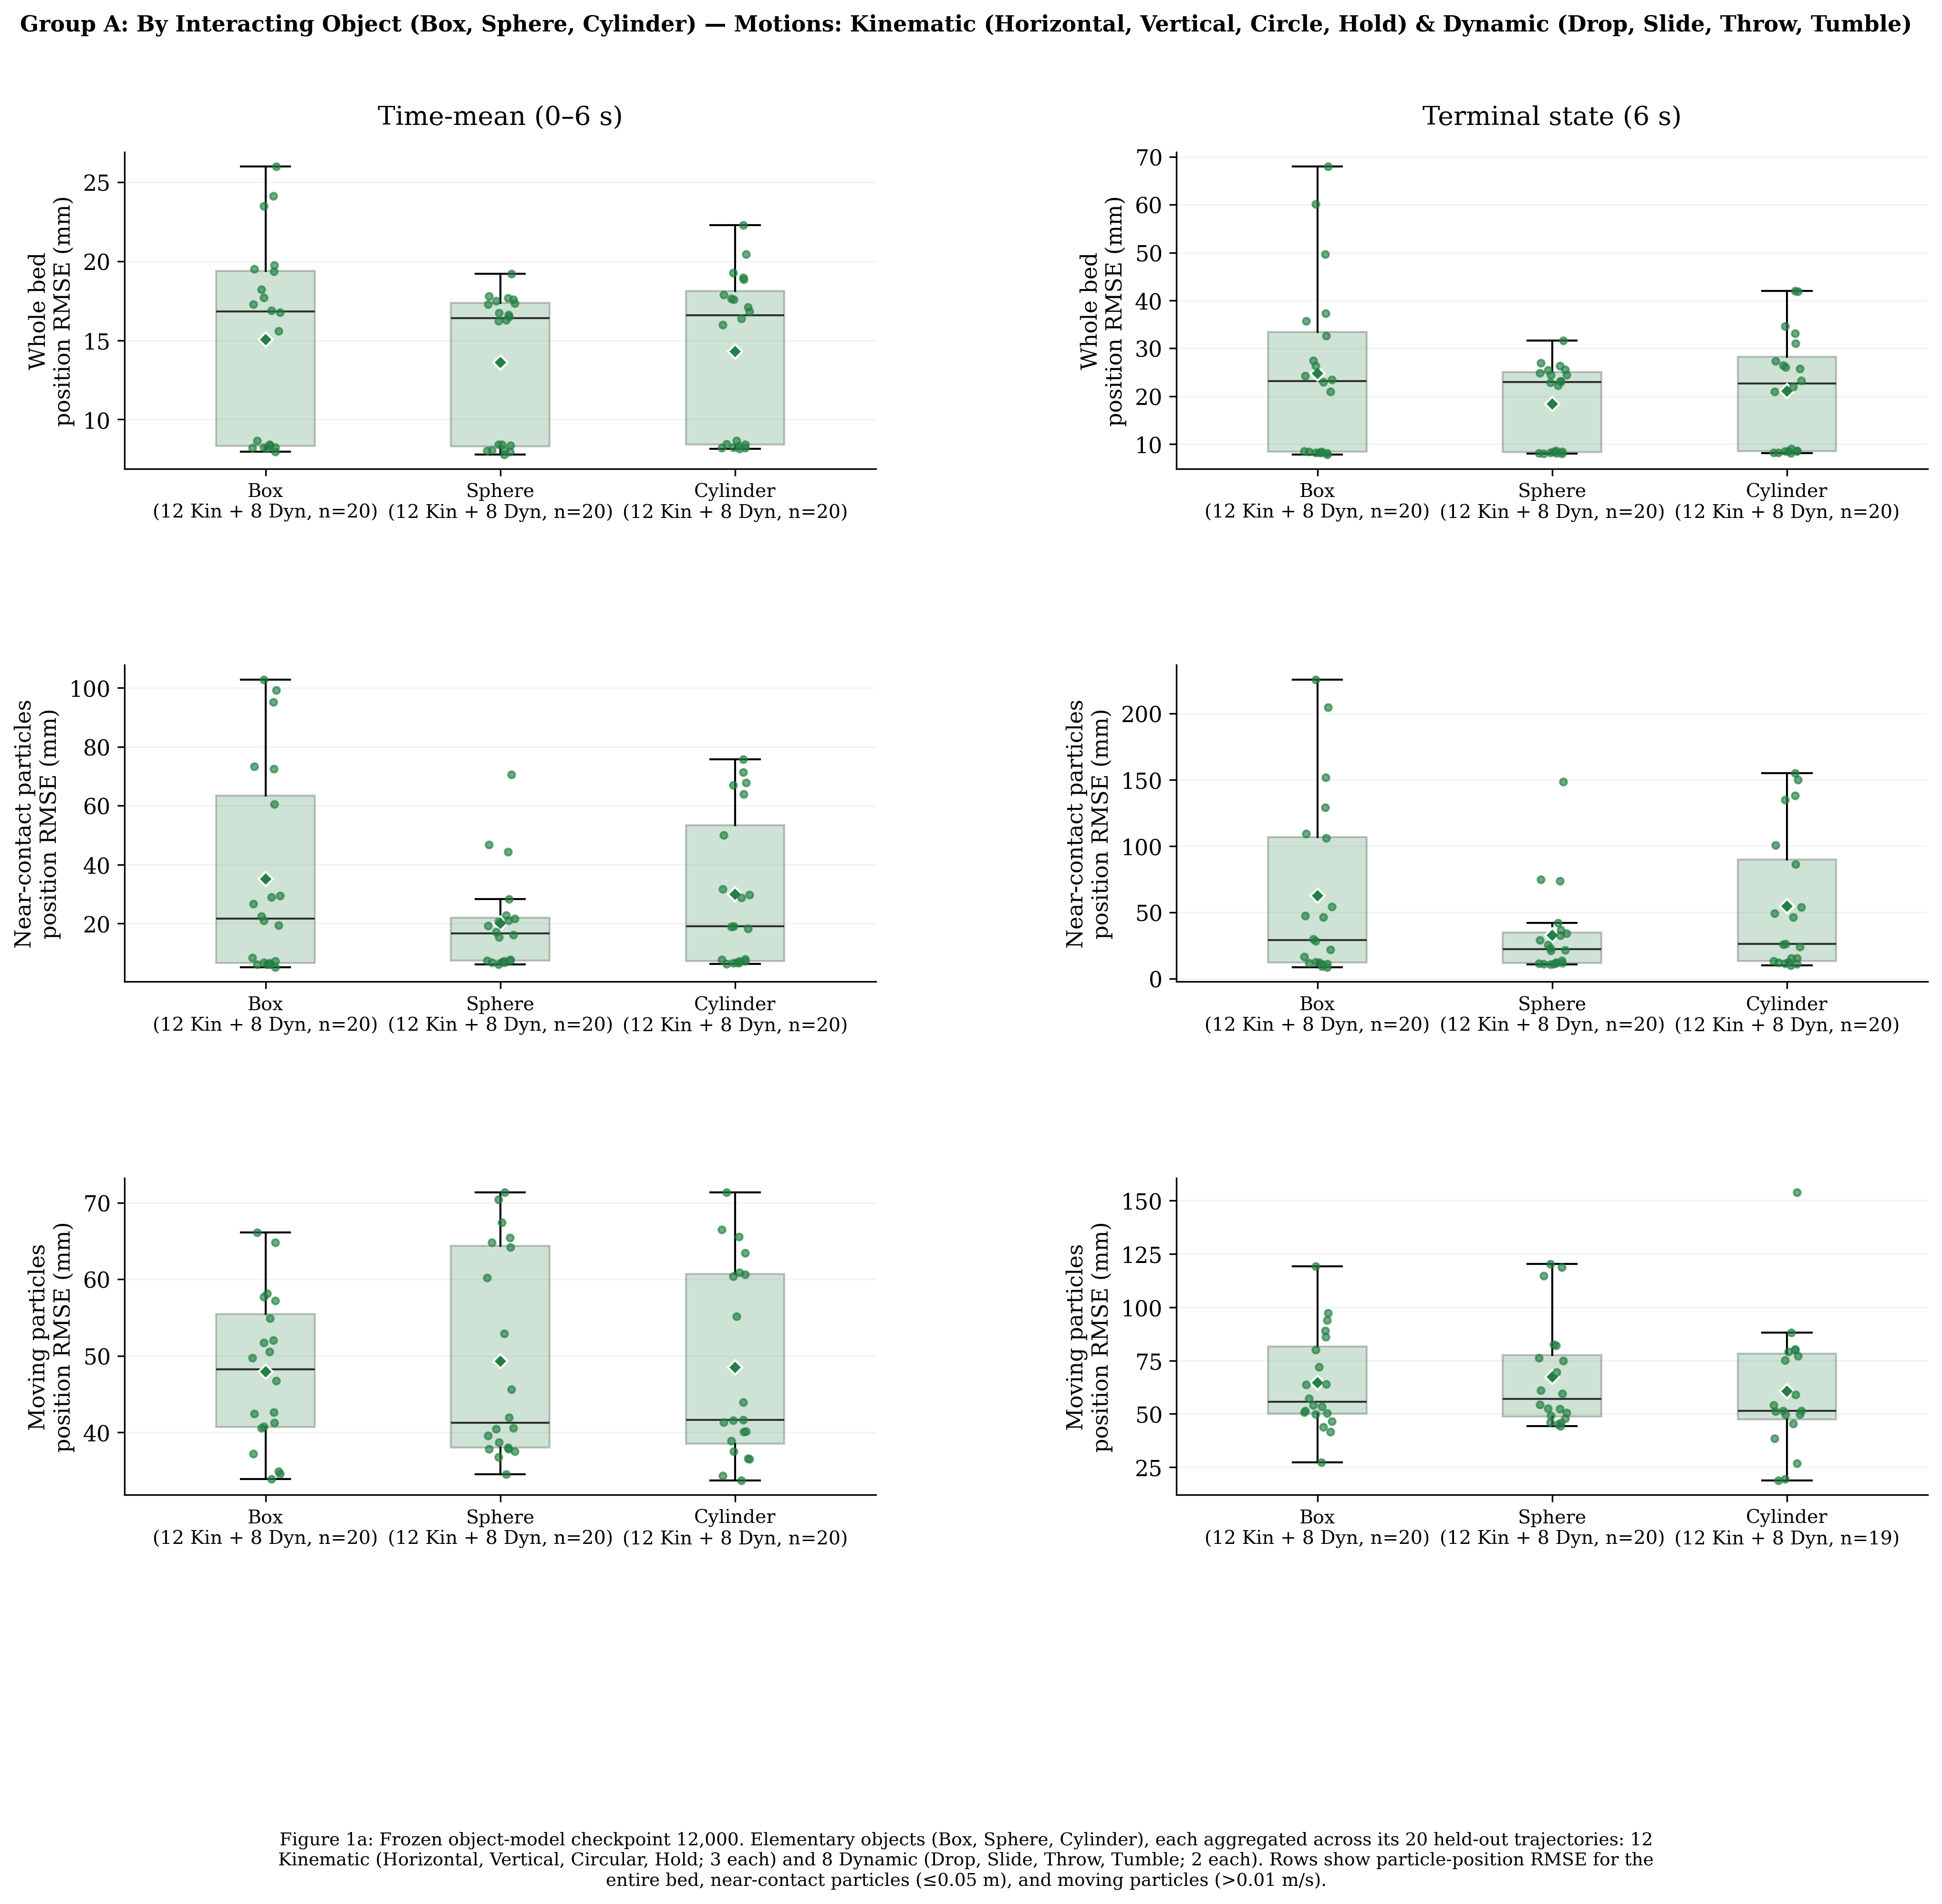 Group A: By Interacting Object (Box, Sphere, Cylinder) — Motions: Kinematic (Horizontal, Vertical, Circle, Hold) & Dynamic (Drop, Slide, Throw, Tumble)
Time-mean (0–6 s)
Whole bed
position RMSE (mm)
25
20
15
10
Box
(12 Kin + 8 Dyn, n=20)
Sphere
(12 Kin + 8 Dyn, n=20)
Cylinder
(12 Kin + 8 Dyn, n=20)
Terminal state (6 s)
Whole bed
position RMSE (mm)
70
60
50
40
30
20
10
Box
(12 Kin + 8 Dyn, n=20)
Sphere
(12 Kin + 8 Dyn, n=20)
Cylinder
(12 Kin + 8 Dyn, n=20)
Near-contact particles
position RMSE (mm)
100
80
60
40
20
Box
(12 Kin + 8 Dyn, n=20)
Sphere
(12 Kin + 8 Dyn, n=20)
Cylinder
(12 Kin + 8 Dyn, n=20)
Near-contact particles
position RMSE (mm)
200
150
100
50
0
Box
(12 Kin + 8 Dyn, n=20)
Sphere
(12 Kin + 8 Dyn, n=20)
Cylinder
(12 Kin + 8 Dyn, n=20)
Moving particles
position RMSE (mm)
70
60
50
40
Box
(12 Kin + 8 Dyn, n=20)
Sphere
(12 Kin + 8 Dyn, n=20)
Cylinder
(12 Kin + 8 Dyn, n=20)
Moving particles
position RMSE (mm)
150
125
100
75
50
25
Box
(12 Kin + 8 Dyn, n=20)
Sphere
(12 Kin + 8 Dyn, n=20)
Cylinder
(12 Kin + 8 Dyn, n=19)
Figure 1a: Frozen object-model checkpoint 12,000. Elementary objects (Box, Sphere, Cylinder), each aggregated across its 20 held-out trajectories: 12
Kinematic (Horizontal, Vertical, Circular, Hold; 3 each) and 8 Dynamic (Drop, Slide, Throw, Tumble; 2 each). Rows show particle-position RMSE for the
entire bed, near-contact particles (≤0.05 m), and moving particles (>0.01 m/s).